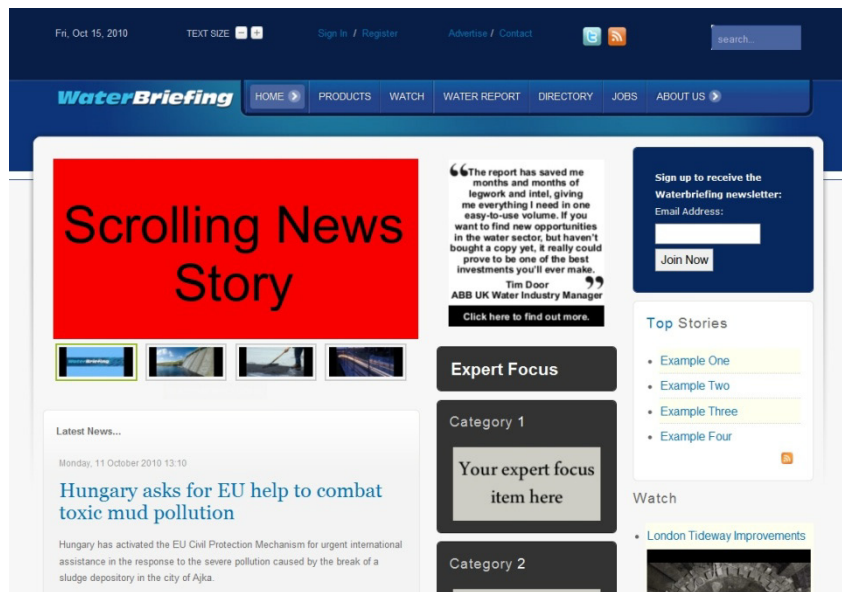 Fri, Oct 15, 2010
TEXT SIZE
Sign In / Register
Advertise / Contact
search...
WaterBriefing
HOME
PRODUCTS
WATCH
WATER REPORT
DIRECTORY
JOBS
ABOUT US
Scrolling News
Story
WaterBriefing
Latest News...
Monday, 11 October 2010 13:10
Hungary asks for EU help to combat
toxic mud pollution
Hungary has activated the EU Civil Protection Mechanism for urgent international
assistance in the response to the severe pollution caused by the break of a
sludge depository in the city of Ajka.
“The report has saved me
months and months of
legwork and intel, giving
me everything I need in one
easy-to-use volume. If you
want to find new opportunities
in the water sector, but haven't
bought a copy yet, it really could
prove to be one of the best
investments you'll ever make.
Tim Door ”
ABB UK Water Industry Manager
Click here to find out more.
Expert Focus
Category 1
Your expert focus
item here
Category 2
Sign up to receive the
Waterbriefing newsletter:
Email Address:
Join Now
Top Stories
Example One
Example Two
Example Three
Example Four
Watch
London Tideway Improvements